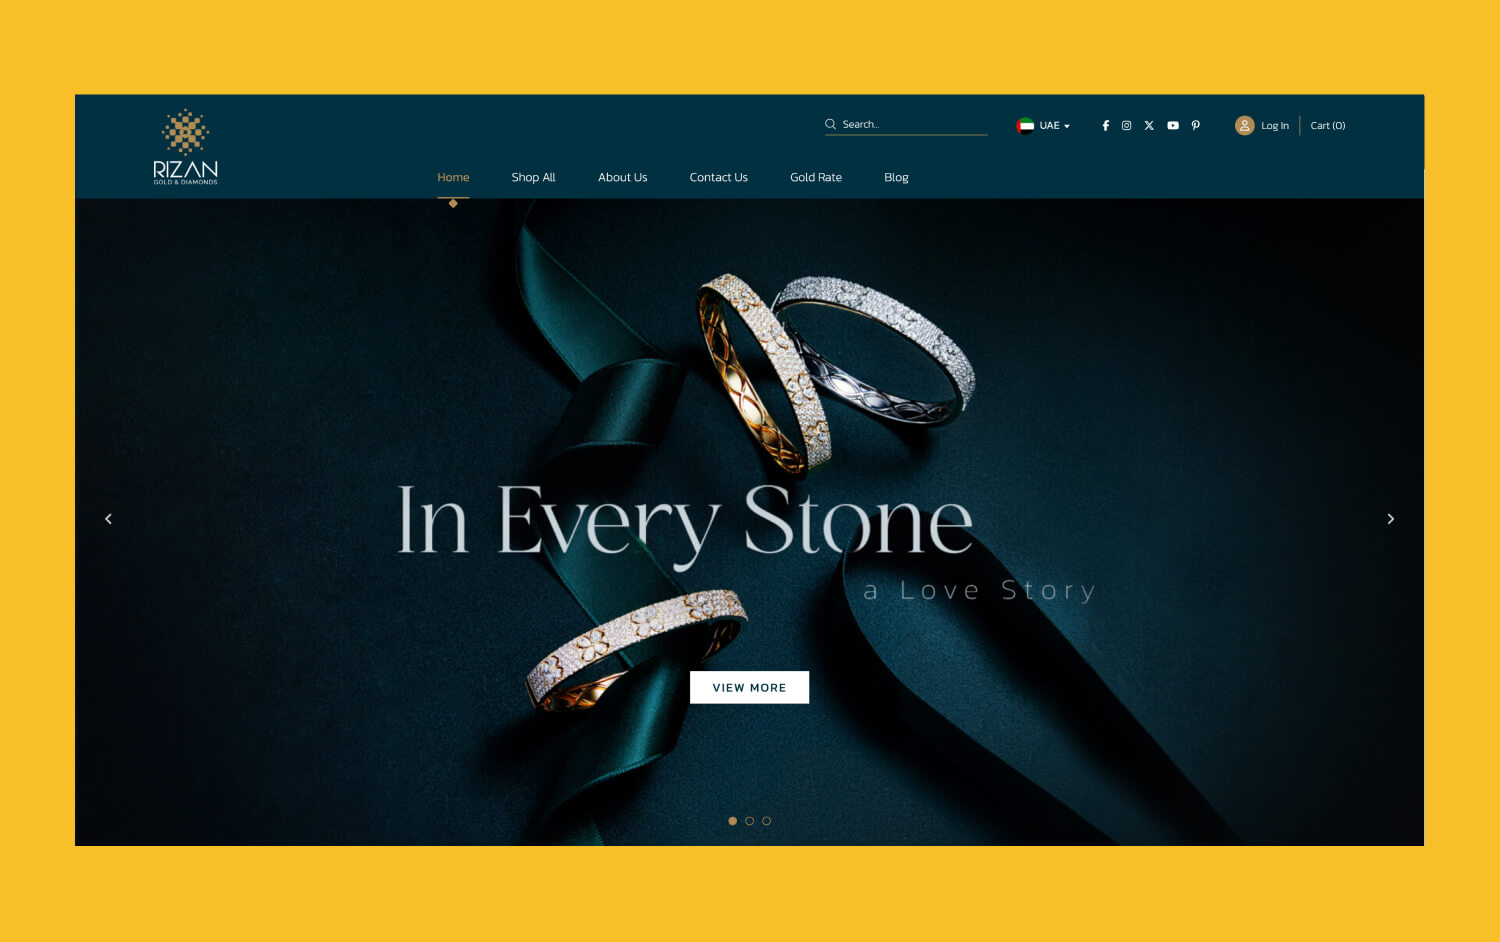 RIZAN
GOLD & DIAMONDS
Search...
UAE
Log In
Cart (0)
Home
Shop All
About Us
Contact Us
Gold Rate
Blog
In Every Stone
a Love Story
VIEW MORE